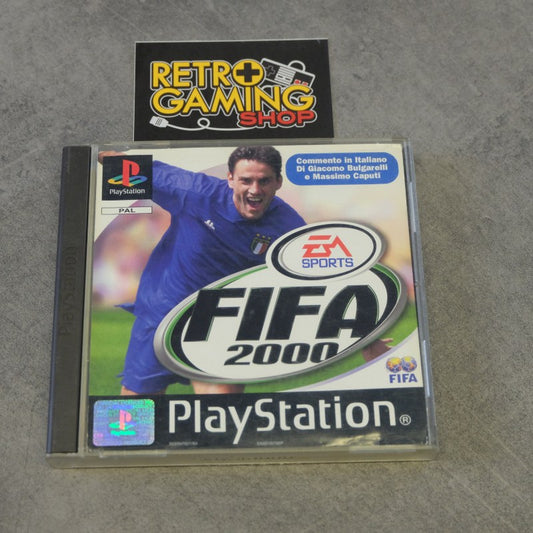 RETRO
GAMING
SHOP
PlayStation
PAL
Commento in Italiano
Di Giacomo Bulgarelli
e Massimo Caputi
EA
SPORTS
FIFA
2000
FIFA
PlayStation®
PlayStation